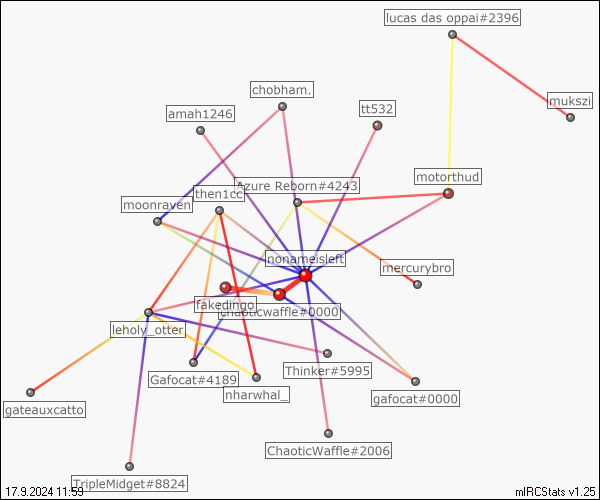 lucas das oppai#2396
chobham.
mukszi
amah1246
tt532
motorthud
Azure Reborn#4243
then1cc
moonraven
nonameisleft
mercurybro
fakedingo
chaoticwaffle#0000
leholy_otter
Thinker#5995
Gafocat#4189
nharwhal_
gafocat#0000
gateauxcatto
ChaoticWaffle#2006
TripleMidget#8824
17.9.2024 11:59
mIRCStats v1.25